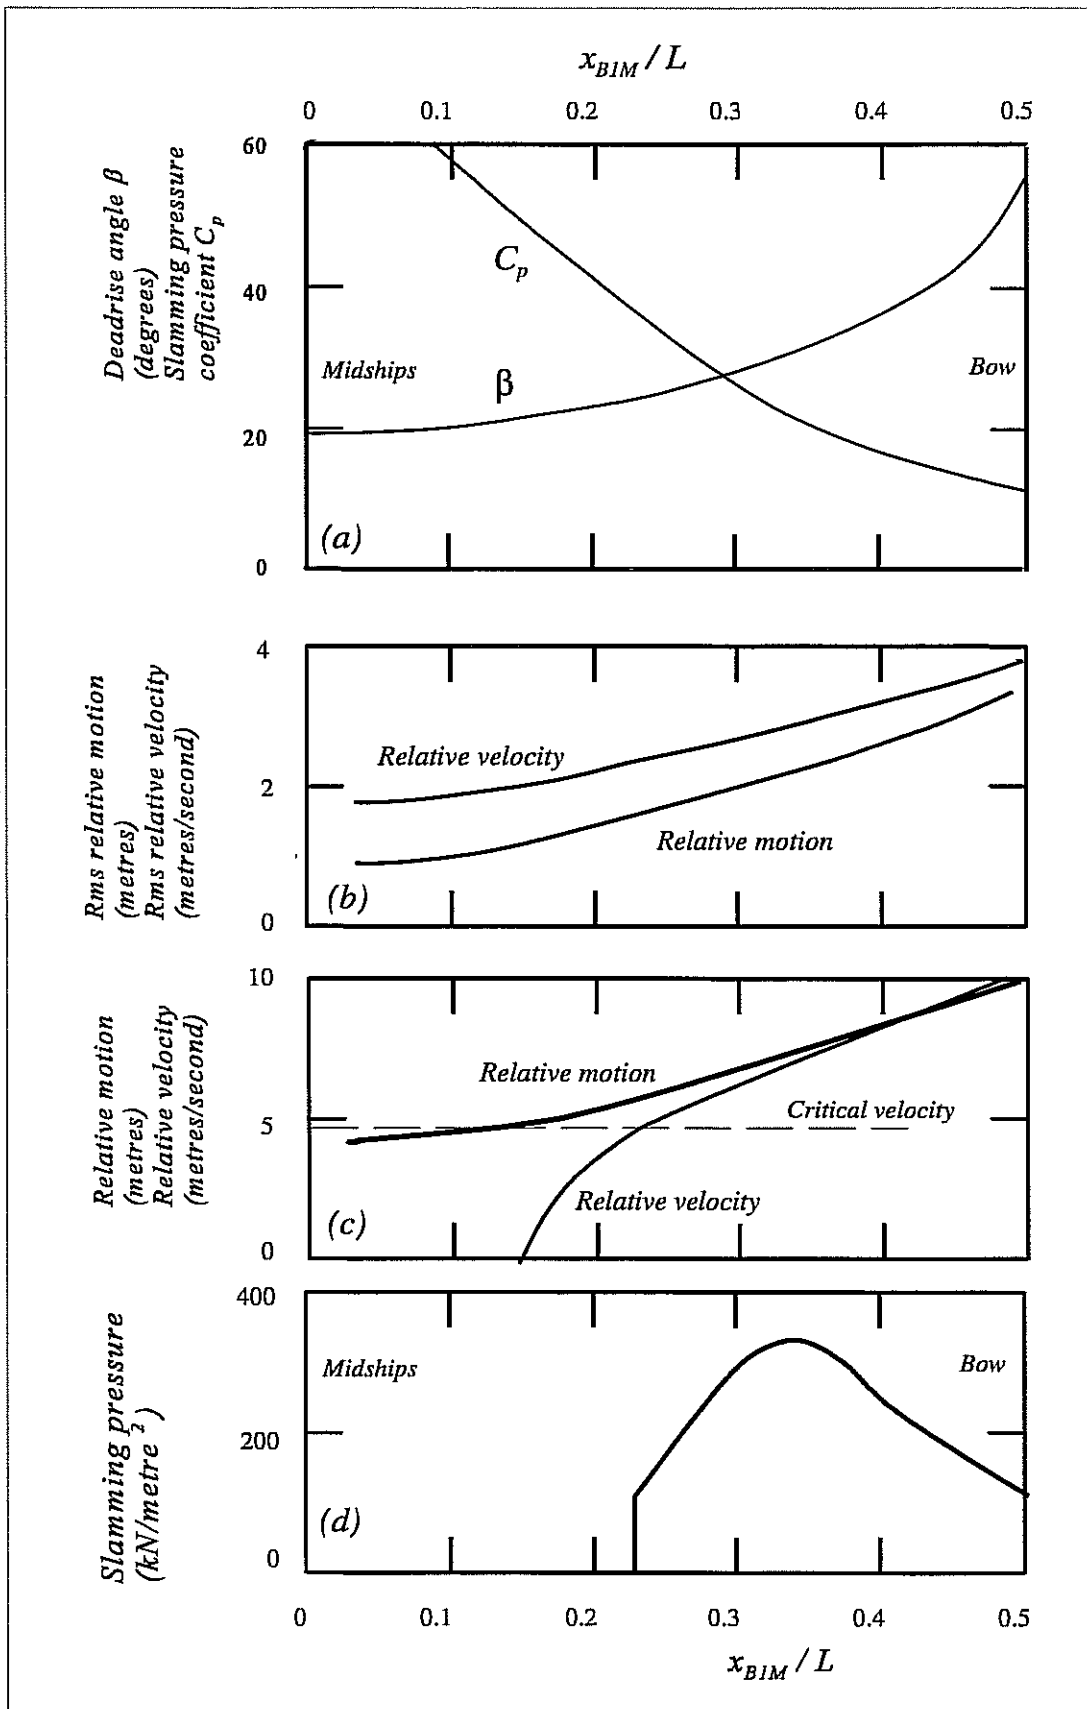 x_{B1M} / L
0 0.1 0.2 0.3 0.4 0.5
60
40
20
0
Deadrise angle β
(degrees)
Slamming pressure
coefficient C_p
C_p
β
Midships
Bow
(a)
4
2
0
Rms relative motion
(metres)
Rms relative velocity
(metres/second)
Relative velocity
Relative motion
(b)
10
5
0
Relative motion
(metres)
Relative velocity
(metres/second)
Relative motion
Critical velocity
Relative velocity
(c)
400
200
0
Slamming pressure
(kN/metre ²)
Midships
Bow
(d)
0 0.1 0.2 0.3 0.4 0.5
x_{B1M} / L